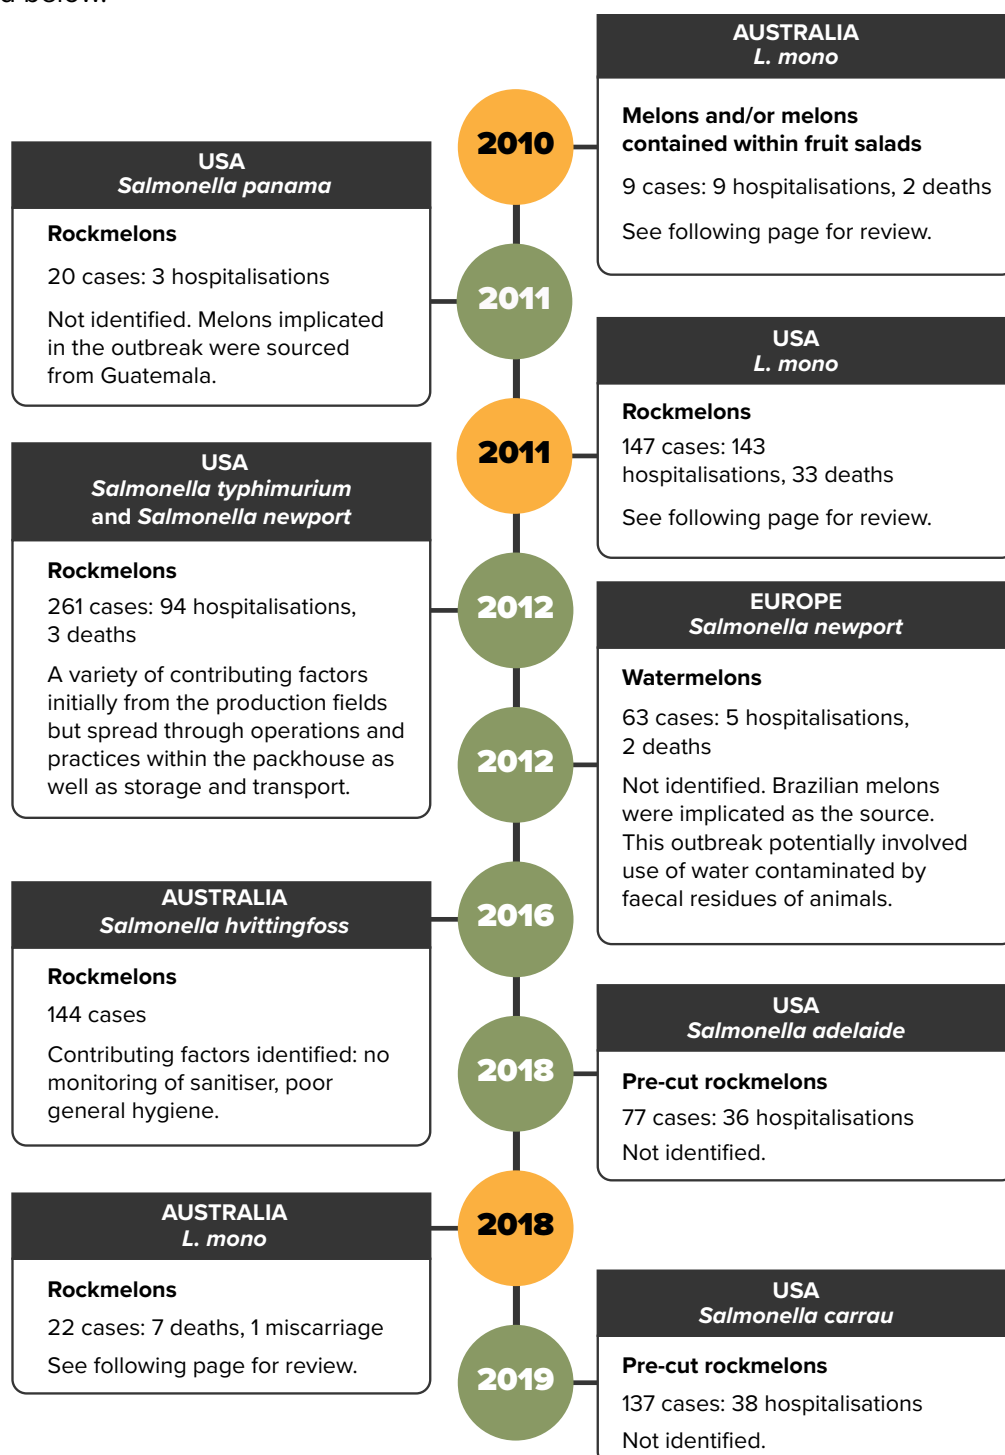 d below.
AUSTRALIA
L. mono
Melons and/or melons
contained within fruit salads
9 cases: 9 hospitalisations, 2 deaths
See following page for review.
2010
USA
Salmonella panama
Rockmelons
20 cases: 3 hospitalisations
Not identified. Melons implicated
in the outbreak were sourced
from Guatemala.
2011
USA
L. mono
Rockmelons
147 cases: 143
hospitalisations, 33 deaths
See following page for review.
2011
USA
Salmonella typhimurium
and Salmonella newport
Rockmelons
261 cases: 94 hospitalisations,
3 deaths
A variety of contributing factors
initially from the production fields
but spread through operations and
practices within the packhouse as
well as storage and transport.
2012
EUROPE
Salmonella newport
Watermelons
63 cases: 5 hospitalisations,
2 deaths
Not identified. Brazilian melons
were implicated as the source.
This outbreak potentially involved
use of water contaminated by
faecal residues of animals.
2012
AUSTRALIA
Salmonella hvittingfoss
Rockmelons
144 cases
Contributing factors identified: no
monitoring of sanitiser, poor
general hygiene.
2016
USA
Salmonella adelaide
Pre-cut rockmelons
77 cases: 36 hospitalisations
Not identified.
2018
AUSTRALIA
L. mono
Rockmelons
22 cases: 7 deaths, 1 miscarriage
See following page for review.
2018
USA
Salmonella carrau
Pre-cut rockmelons
137 cases: 38 hospitalisations
Not identified.
2019